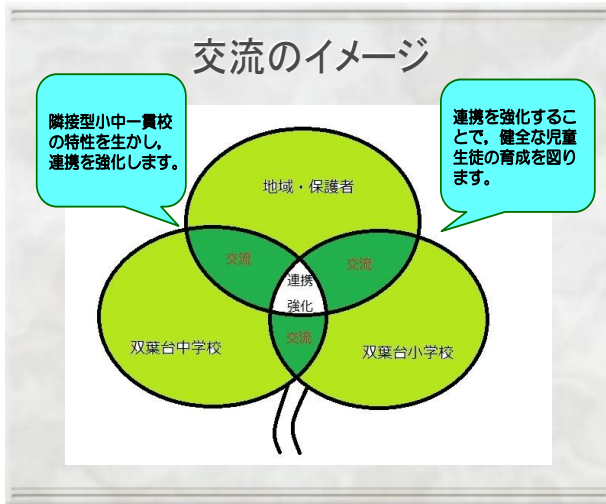 交流のイメージ
隣接型小中一貫校
の特性を生かし,
連携を強化します。
連携を強化するこ
とで,健全な児童
生徒の育成を図り
ます。
地域・保護者
交流
交流
連携
強化
交流
双葉台中学校
双葉台小学校